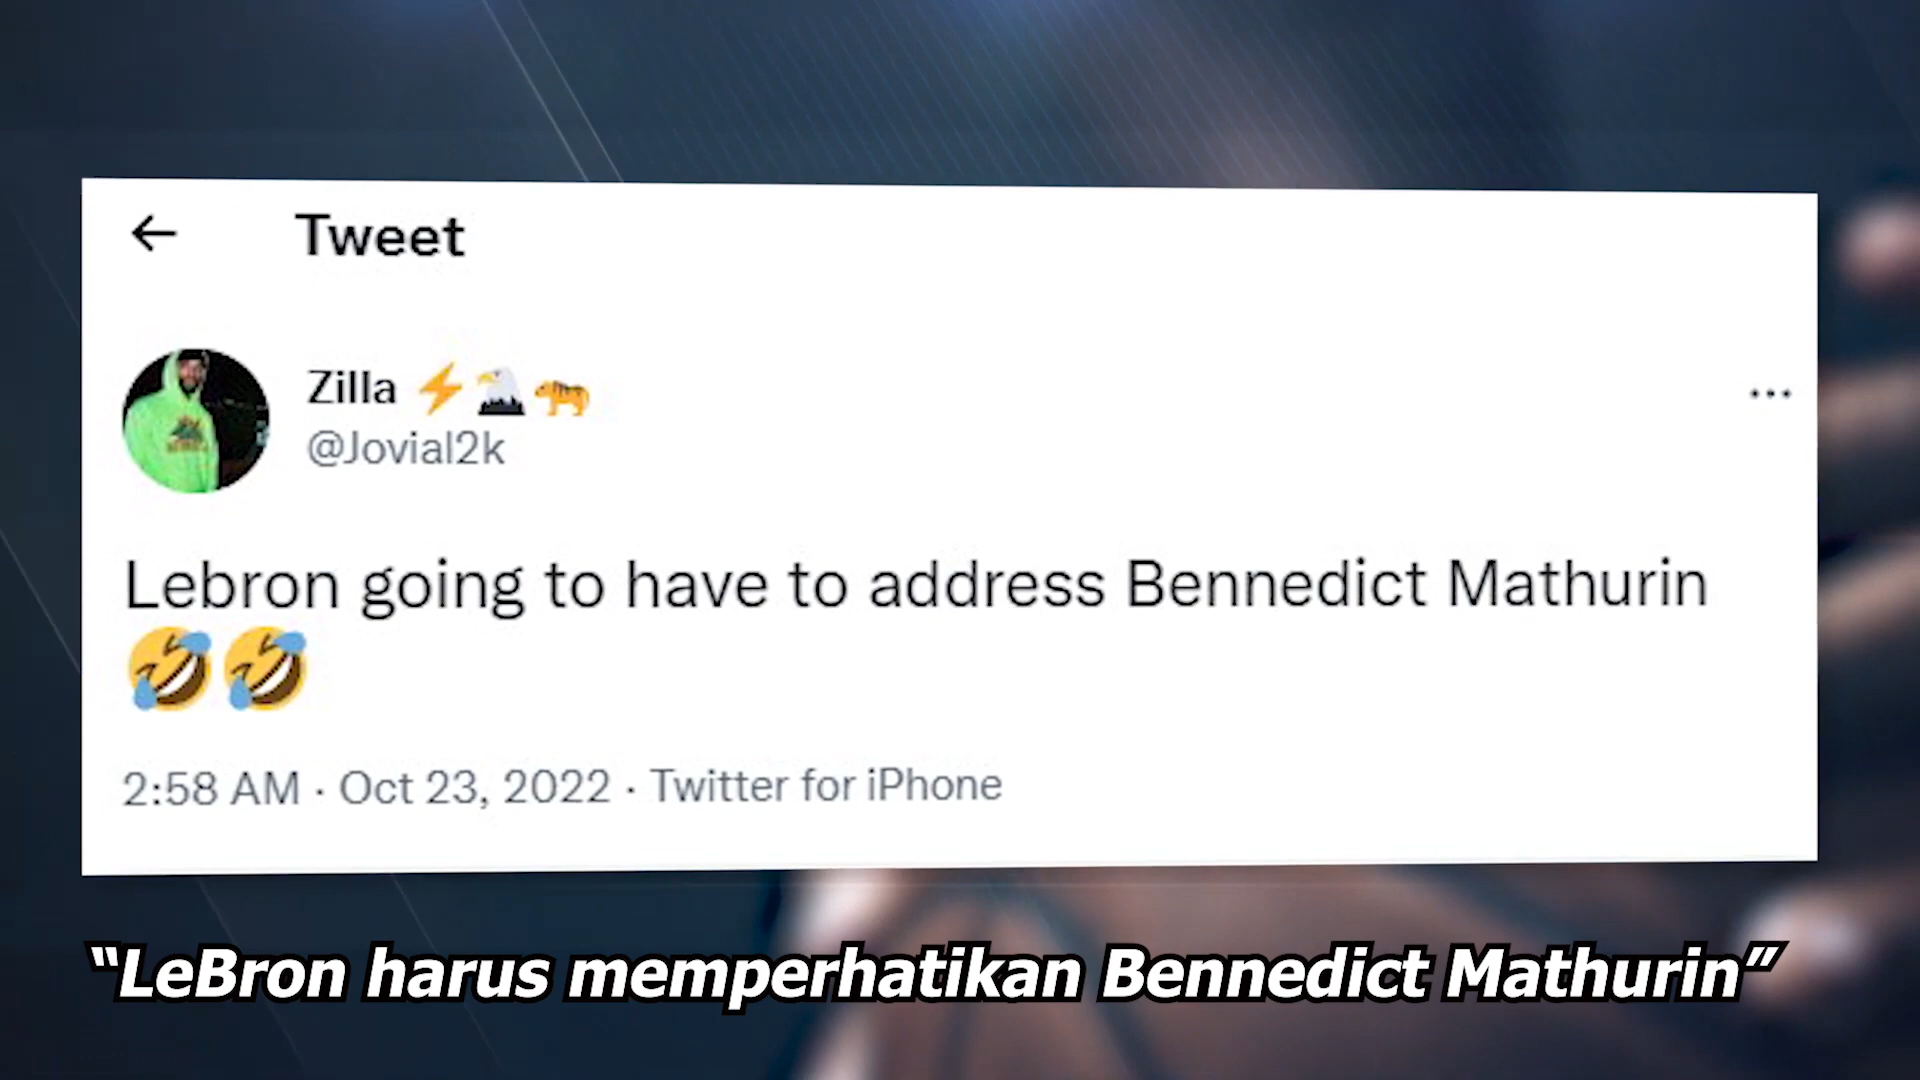 ← Tweet
Zilla ⚡🦅🐅
@Jovial2k
...
Lebron going to have to address Bennedict Mathurin
🤣🤣
2:58 AM · Oct 23, 2022 · Twitter for iPhone
“LeBron harus memperhatikan Bennedict Mathurin”